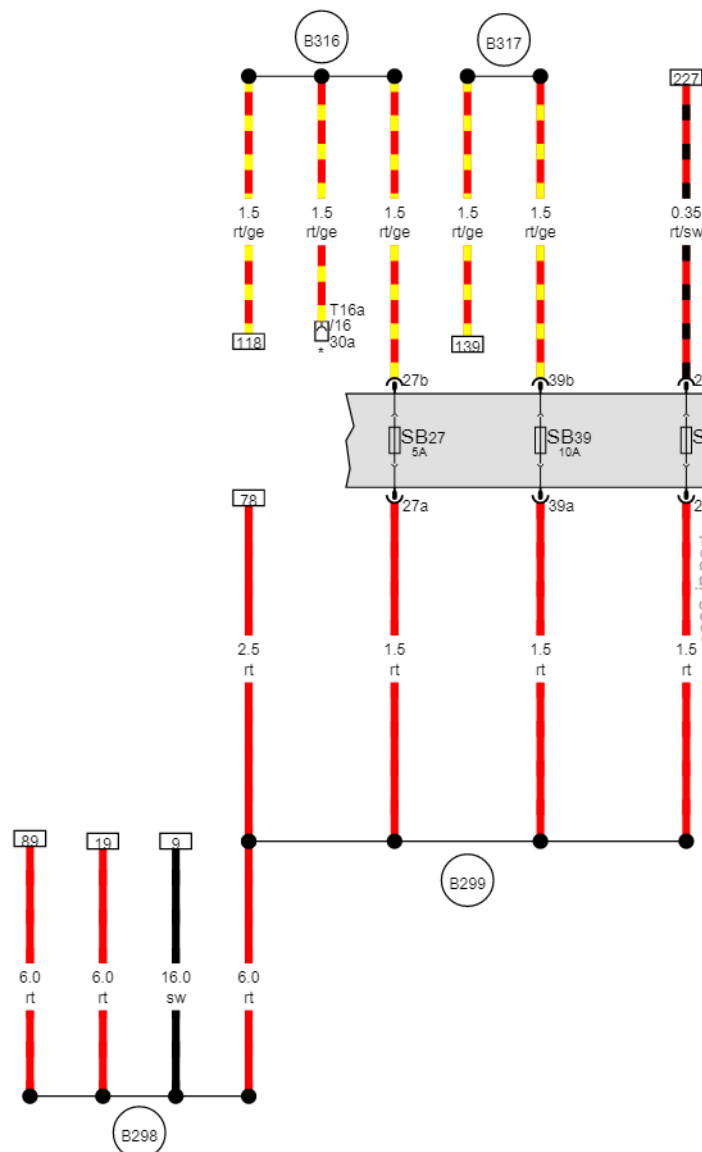 B316
B317
227
1.5
rt/ge
1.5
rt/ge
1.5
rt/ge
1.5
rt/ge
1.5
rt/ge
0.35
rt/sw
118
T16a
/16
30a
*
139
27b
39b
2
SB27
5A
SB39
10A
S
78
27a
39a
2
2.5
rt
1.5
rt
1.5
rt
1.5
rt
89
19
9
B299
6.0
rt
6.0
rt
16.0
sw
6.0
rt
B298